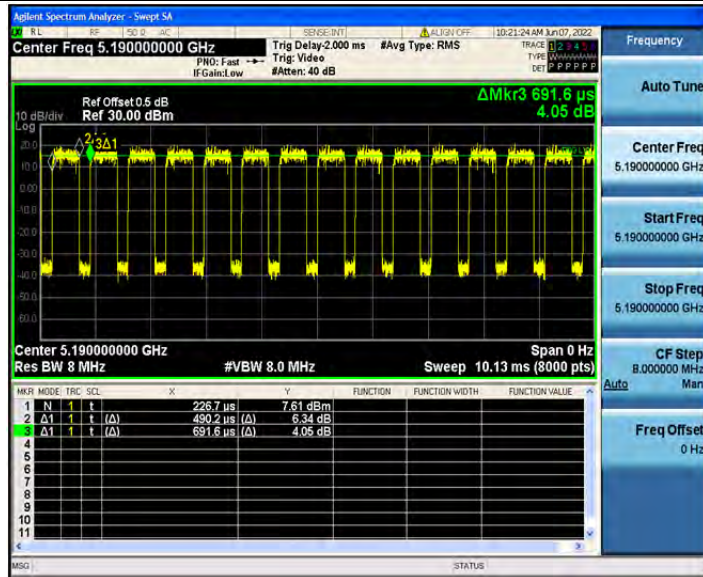 Agilent Spectrum Analyzer - Swept SA
RL RF 50 Ω AC SENSE:INT ALIGN OFF 10:21:24 AM Jun 07, 2022
Center Freq 5.190000000 GHz
PNO: Fast
IFGain:Low
Trig Delay-2.000 ms
Trig: Video
#Atten: 40 dB
#Avg Type: RMS
TRACE 1 2 3 4 5 6
TYPE
DET P P P P P P
Frequency
Auto Tune
Center Freq
5.190000000 GHz
Start Freq
5.190000000 GHz
Stop Freq
5.190000000 GHz
CF Step
8.000000 MHz
Auto Man
Freq Offset
0 Hz
ΔMkr3 691.6 µs
4.05 dB
Ref Offset 0.5 dB
10 dB/div Ref 30.00 dBm
Log
20.0
10.0
0.00
-10.0
-20.0
-30.0
-40.0
-50.0
-60.0
2 3Δ1
Center 5.190000000 GHz Span 0 Hz
Res BW 8 MHz #VBW 8.0 MHz Sweep 10.13 ms (8000 pts)
MKR MODE TRC SCL X Y FUNCTION FUNCTION WIDTH FUNCTION VALUE
1 N 1 t 226.7 µs 7.61 dBm
2 Δ1 1 t (Δ) 490.2 µs (Δ) 6.34 dB
3 Δ1 1 t (Δ) 691.6 µs (Δ) 4.05 dB
4
5
6
7
8
9
10
11
MSG STATUS